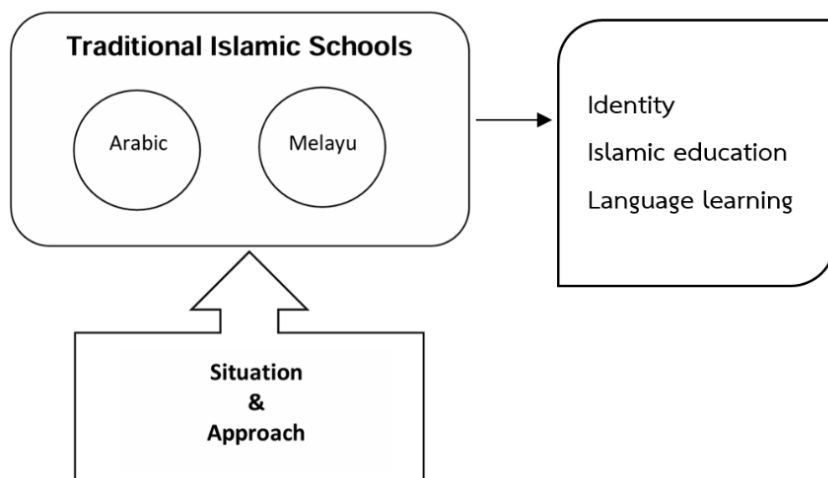 Traditional Islamic Schools
Arabic
Melayu
Identity
Islamic education
Language learning
Situation
&
Approach